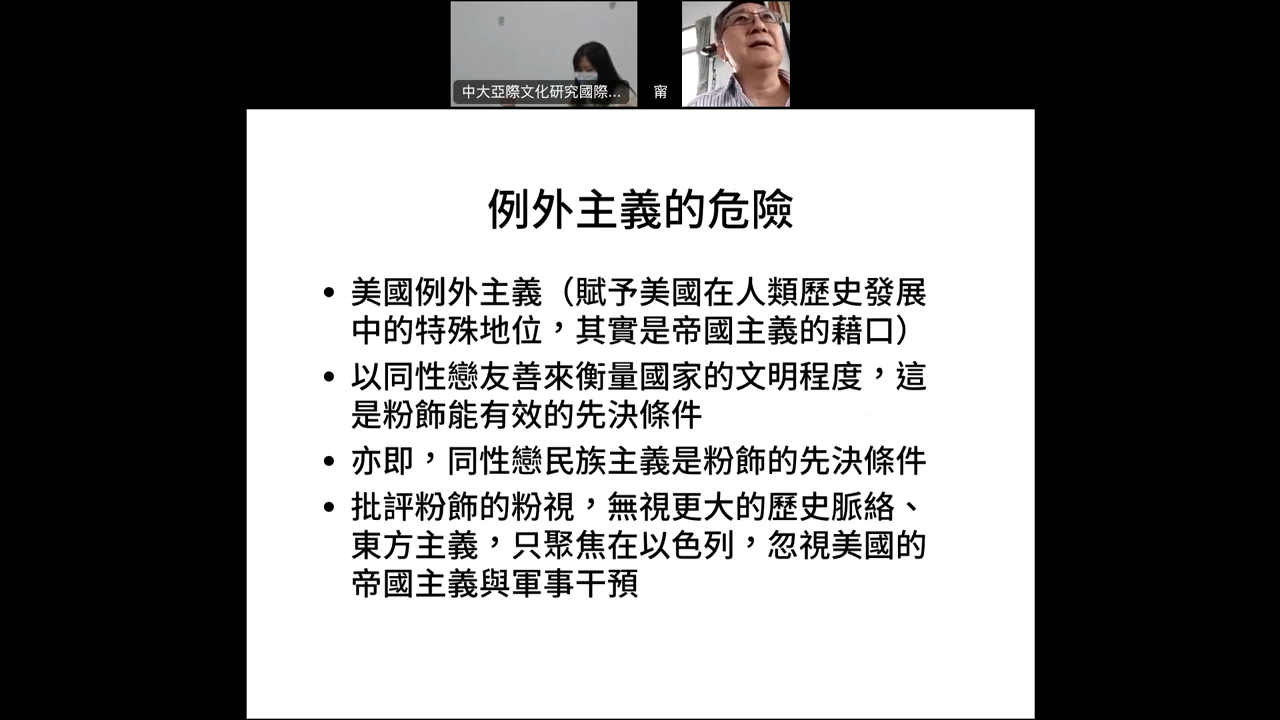 中大亞際文化研究國際...
甯
例外主義的危險
• 美國例外主義（賦予美國在人類歷史發展
中的特殊地位，其實是帝國主義的藉口）
• 以同性戀友善來衡量國家的文明程度，這
是粉飾能有效的先決條件
• 亦即，同性戀民族主義是粉飾的先決條件
• 批評粉飾的粉視，無視更大的歷史脈絡、
東方主義，只聚焦在以色列，忽視美國的
帝國主義與軍事干預